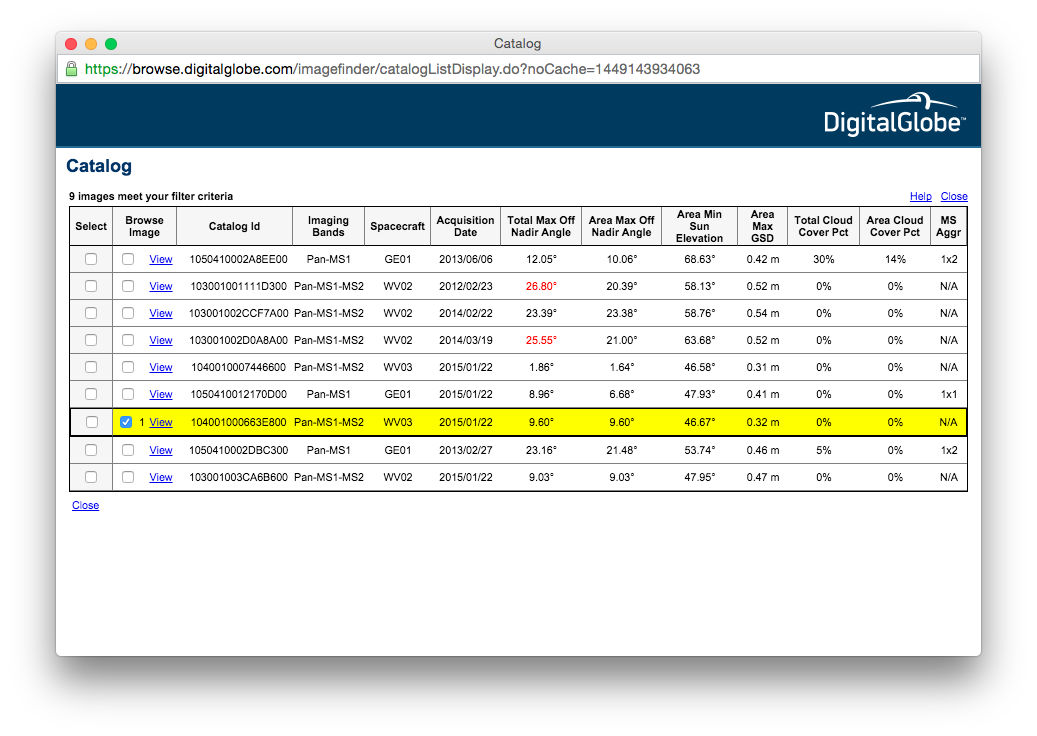 Catalog
https://browse.digitalglobe.com/imagefinder/catalogListDisplay.do?noCache=1449143934063
DigitalGlobe™
Catalog
9 images meet your filter criteria Help Close
Select Browse Image Catalog Id Imaging Bands Spacecraft Acquisition Date Total Max Off Nadir Angle Area Max Off Nadir Angle Area Min Sun Elevation Area Max GSD Total Cloud Cover Pct Area Cloud Cover Pct MS Aggr
View 1050410002A8EE00 Pan-MS1 GE01 2013/06/06 12.05° 10.06° 68.63° 0.42 m 30% 14% 1x2
View 103001001111D300 Pan-MS1-MS2 WV02 2012/02/23 26.80° 20.39° 58.13° 0.52 m 0% 0% N/A
View 103001002CCF7A00 Pan-MS1-MS2 WV02 2014/02/22 23.39° 23.38° 58.76° 0.54 m 0% 0% N/A
View 103001002D0A8A00 Pan-MS1-MS2 WV02 2014/03/19 25.55° 21.00° 63.68° 0.52 m 0% 0% N/A
View 1040010007446600 Pan-MS1-MS2 WV03 2015/01/22 1.86° 1.64° 46.58° 0.31 m 0% 0% N/A
View 1050410012170D00 Pan-MS1 GE01 2015/01/22 8.96° 6.68° 47.93° 0.41 m 0% 0% 1x1
1 View 104001000663E800 Pan-MS1-MS2 WV03 2015/01/22 9.60° 9.60° 46.67° 0.32 m 0% 0% N/A
View 1050410002DBC300 Pan-MS1 GE01 2013/02/27 23.16° 21.48° 53.74° 0.46 m 5% 0% 1x2
View 103001003CA6B600 Pan-MS1-MS2 WV02 2015/01/22 9.03° 9.03° 47.95° 0.47 m 0% 0% N/A
Close